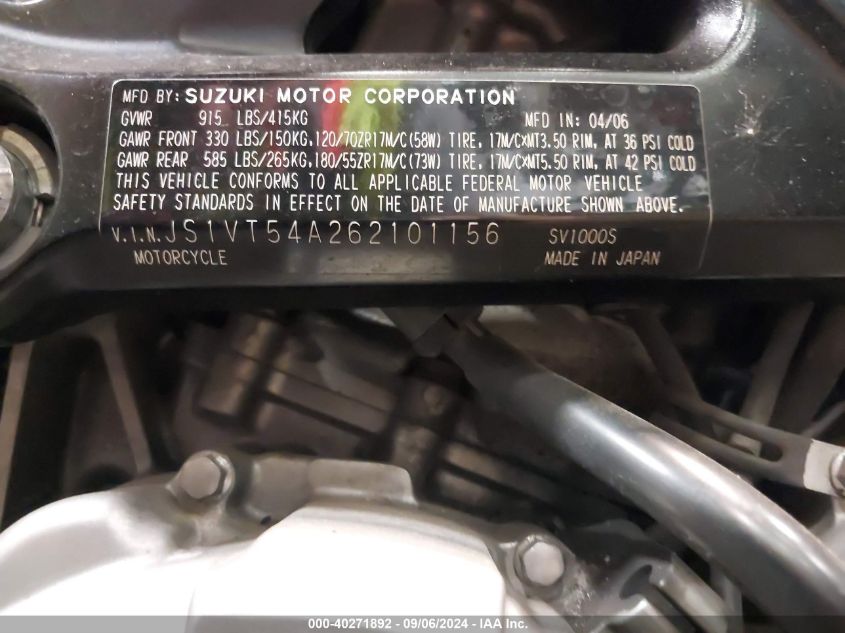 MFD BY: SUZUKI MOTOR CORPORATION
GVWR 915 LBS/415KG MFD IN: 04/06
GAWR FRONT 330 LBS/150KG,120/70ZR17M/C(58W) TIRE, 17M/C×MT3.50 RIM, AT 36 PSI COLD
GAWR REAR 585 LBS/265KG,180/55ZR17M/C(73W) TIRE, 17M/C×MT5.50 RIM, AT 42 PSI COLD
THIS VEHICLE CONFORMS TO ALL APPLICABLE FEDERAL MOTOR VEHICLE
SAFETY STANDARDS IN EFFECT ON THE DATE OF MANUFACTURE SHOWN ABOVE.
V.I.N.JS1VT54A262101156 SV1000S
MOTORCYCLE MADE IN JAPAN
000-40271892 - 09/06/2024 - IAA Inc.